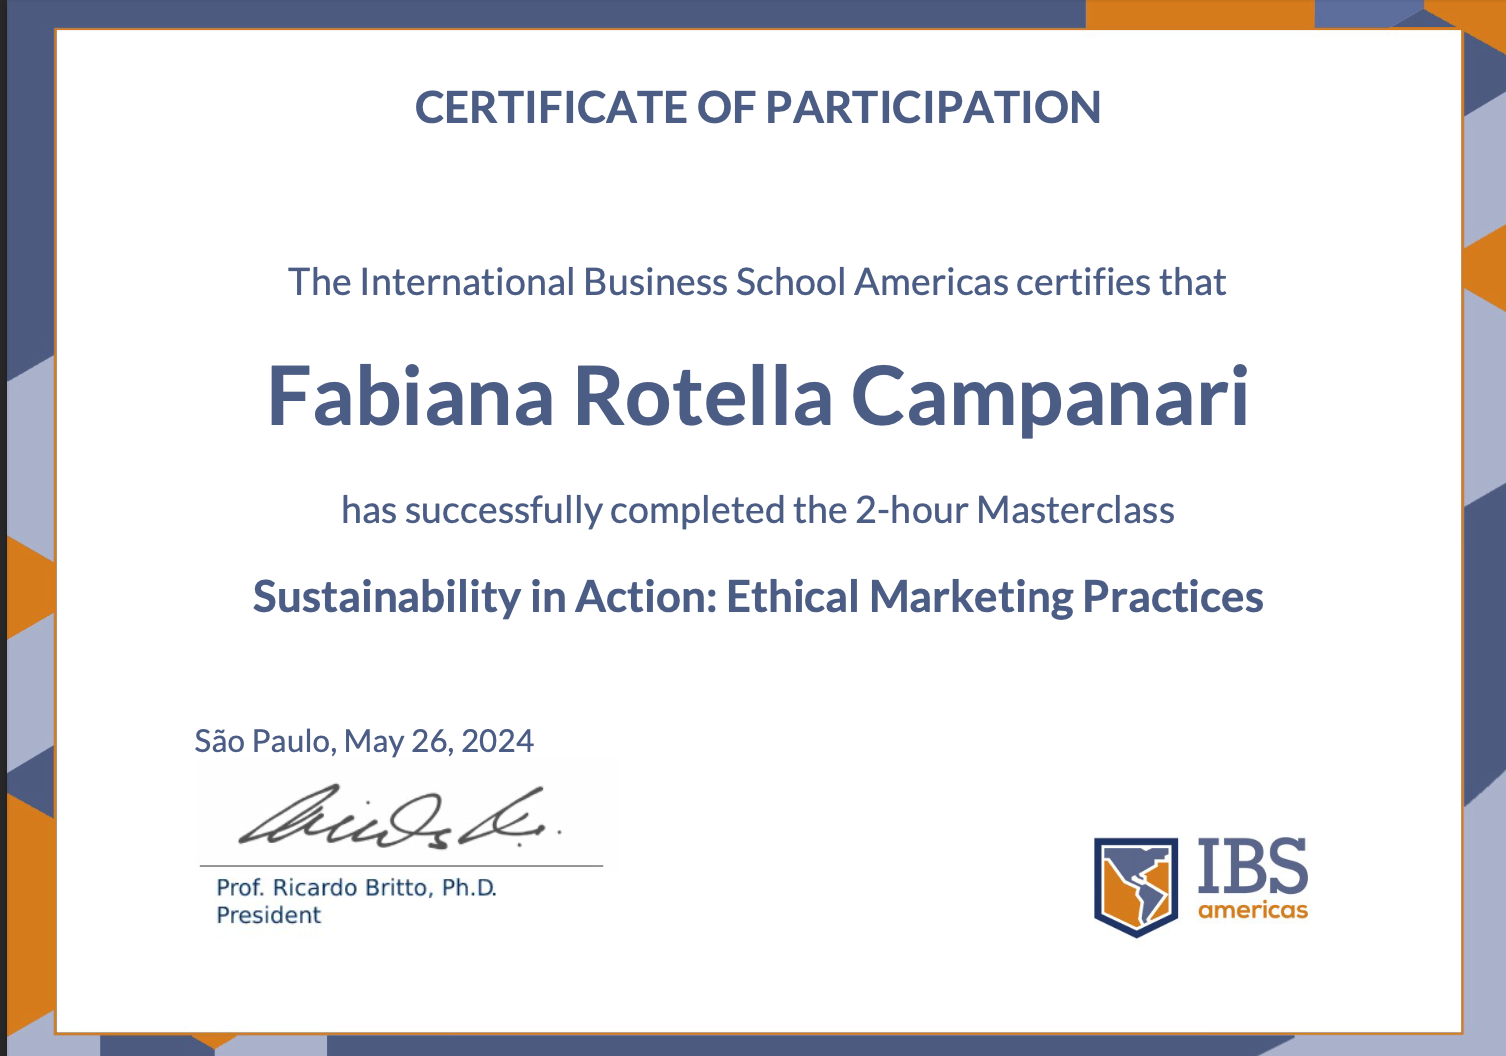 CERTIFICATE OF PARTICIPATION
The International Business School Americas certifies that
Fabiana Rotella Campanari
has successfully completed the 2-hour Masterclass
Sustainability in Action: Ethical Marketing Practices
São Paulo, May 26, 2024
Prof. Ricardo Britto, Ph.D.
President
IBS
americas